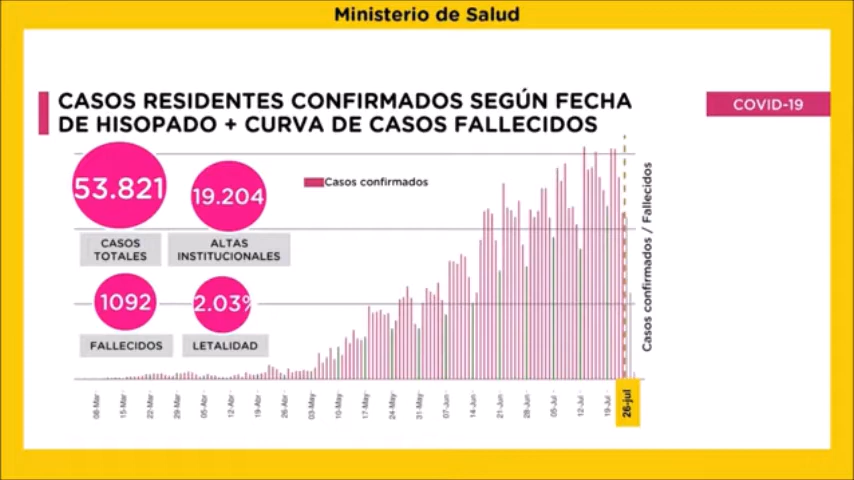 Ministerio de Salud
CASOS RESIDENTES CONFIRMADOS SEGÚN FECHA
DE HISOPADO + CURVA DE CASOS FALLECIDOS
COVID-19
53.821
CASOS
TOTALES
19.204
ALTAS
INSTITUCIONALES
1092
FALLECIDOS
2.03%
LETALIDAD
Casos confirmados
Casos confirmados / Fallecidos
08-Mar
15-Mar
22-Mar
29-Mar
05-Abr
12-Abr
19-Abr
26-Abr
03-May
10-May
17-May
24-May
31-May
07-Jun
14-Jun
21-Jun
28-Jun
05-Jul
12-Jul
19-Jul
26-jul